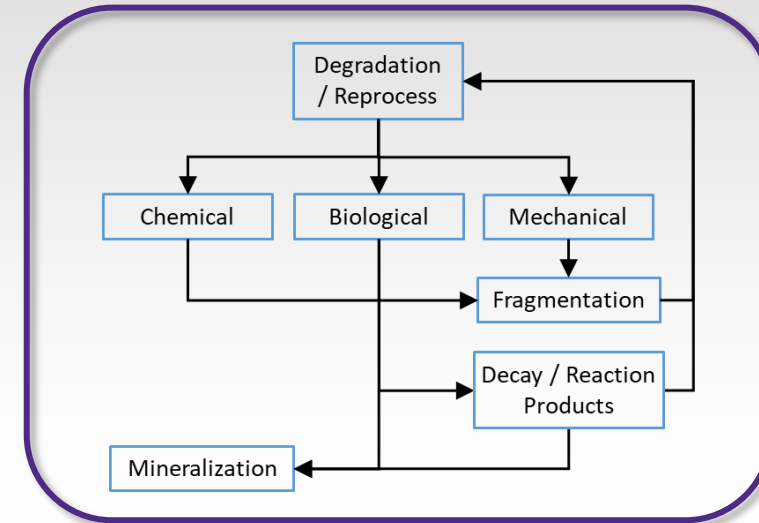 Degradation
/ Reprocess
Chemical
Biological
Mechanical
Fragmentation
Decay / Reaction
Products
Mineralization